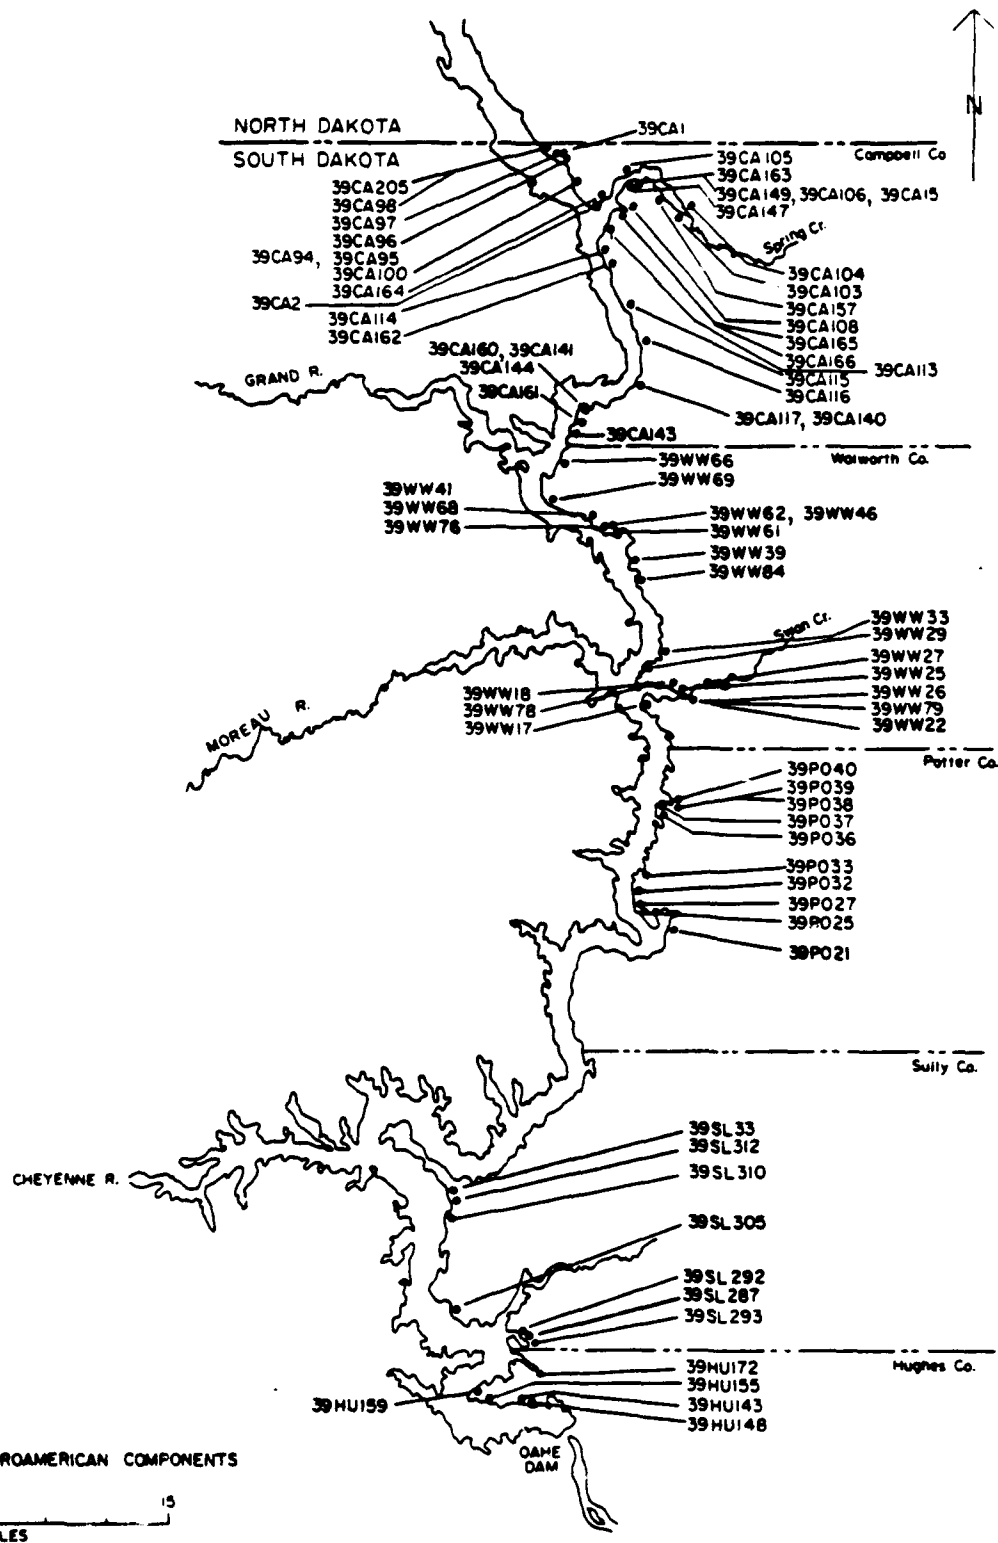 NORTH DAKOTA
SOUTH DAKOTA
39CA1
N
Campbell Co
39CA205
39CA98
39CA97
39CA96
39CA94, 39CA95
39CA100
39CA164
39CA2
39CA114
39CA162
39CA105
39CA163
39CA149, 39CA106, 39CA15
39CA147
Spring Cr.
39CA104
39CA103
39CA157
39CA108
39CA165
39CA166
39CA113
39CA115
39CA116
39CA160, 39CA141
39CA144
39CA161
GRAND R.
39CA117, 39CA140
39CA143
Walworth Co.
39WW66
39WW69
39WW41
39WW68
39WW76
39WW62, 39WW46
39WW61
39WW39
39WW84
Swan Cr.
39WW33
39WW29
39WW27
39WW25
39WW26
39WW79
39WW22
39WW18
39WW78
39WW17
MOREAU R.
Potter Co.
39PO40
39PO39
39PO38
39PO37
39PO36
39PO33
39PO32
39PO27
39PO25
39PO21
Sully Co.
39SL33
39SL312
39SL310
CHEYENNE R.
39SL305
39SL292
39SL287
39SL293
Hughes Co.
39HU172
39HU155
39HU143
39HU148
39HU159
OAHE
DAM
ROAMERICAN COMPONENTS
15
LES